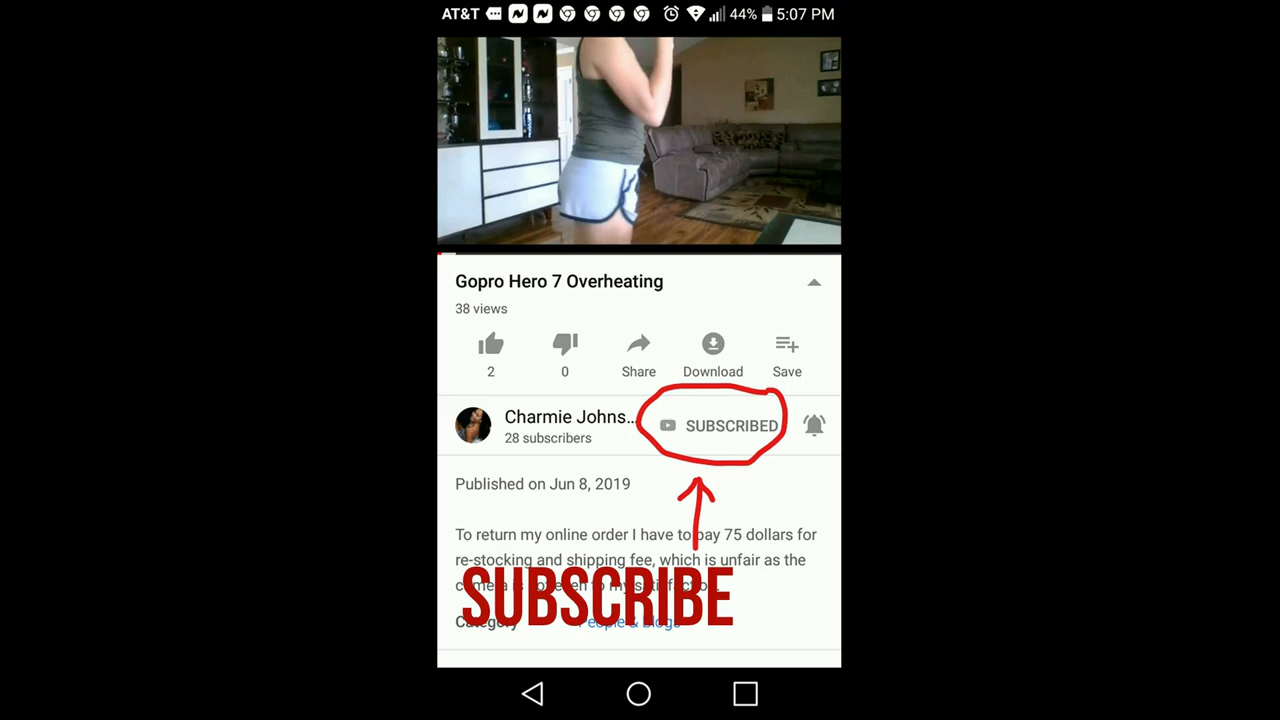 AT&T 44% 5:07 PM
Gopro Hero 7 Overheating
38 views
2 0 Share Download Save
Charmie Johns... SUBSCRIBED
28 subscribers
Published on Jun 8, 2019
To return my online order I have to pay 75 dollars for
re-stocking and shipping fee, which is unfair as the
SUBSCRIBE
Category People & Blogs